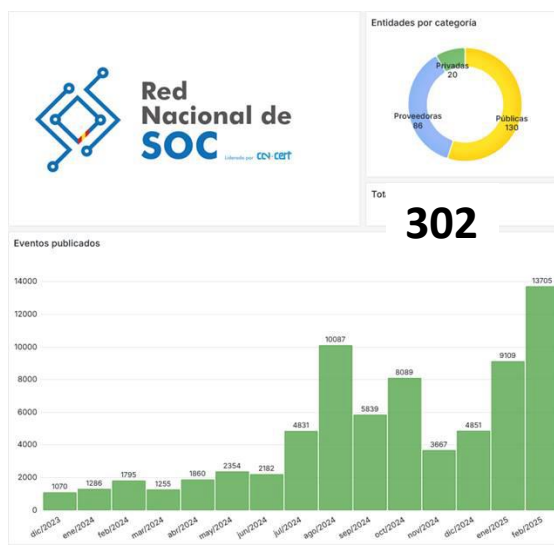 Red
Nacional de
SOC
Liderada por ccn-cert
Entidades por categoría
Privadas
20
Proveedoras
86
Públicas
130
Tot
302
Eventos publicados
14000
12000
10000
8000
6000
4000
2000
0
1070
1286
1795
1255
1860
2354
2182
4831
10087
5839
8089
3667
4851
9109
13705
dic/2023
ene/2024
feb/2024
mar/2024
abr/2024
may/2024
jun/2024
jul/2024
ago/2024
sep/2024
oct/2024
nov/2024
dic/2024
ene/2025
feb/2025